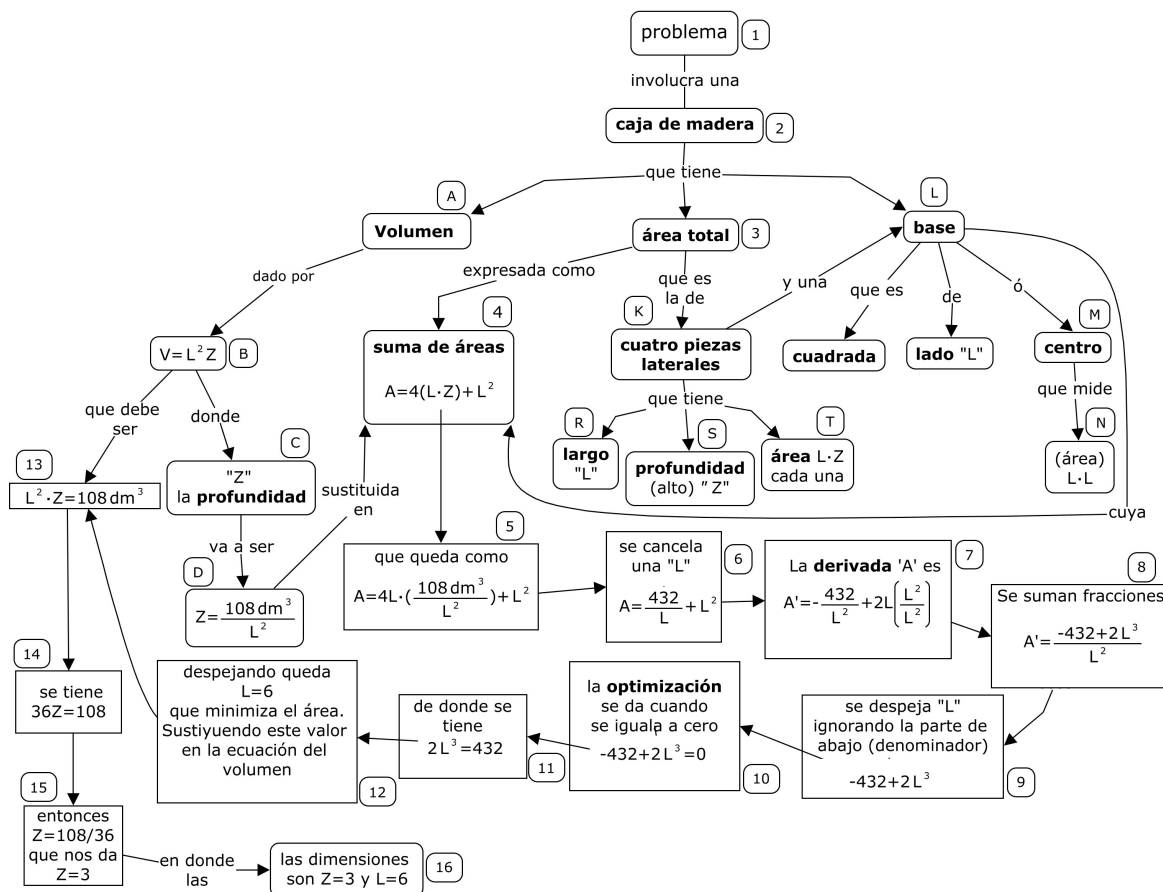 problema
1
involucra una
caja de madera
2
que tiene
A
Volumen
L
base
área total
3
dado por
expresada como
que es
la de
y una
que es
de
ó
4
suma de áreas
A=4(L·Z)+L²
K
cuatro piezas
laterales
cuadrada
lado "L"
M
centro
V=L²Z
B
que debe
ser
donde
que tiene
que mide
R
largo
"L"
S
profundidad
(alto) "Z"
T
área L·Z
cada una
N
(área)
L·L
13
L²·Z=108 dm³
C
"Z"
la profundidad
sustituida
en
cuya
va a ser
D
Z=108 dm³/L²
5
que queda como
A=4L·(108 dm³/L²)+L²
6
se cancela
una "L"
A=432/L+L²
7
La derivada 'A' es
A'=-432/L²+2L(L²/L²)
8
Se suman fracciones
A'=-432+2L³/L²
se despeja "L"
ignorando la parte de
abajo (denominador)
-432+2L³
9
la optimización
se da cuando
se iguala a cero
-432+2L³=0
10
de donde se
tiene
2L³=432
11
despejando queda
L=6
que minimiza el área.
Sustiyuendo este valor
en la ecuación del
volumen
12
14
se tiene
36Z=108
15
entonces
Z=108/36
que nos da
Z=3
en donde
las
las dimensiones
son Z=3 y L=6
16